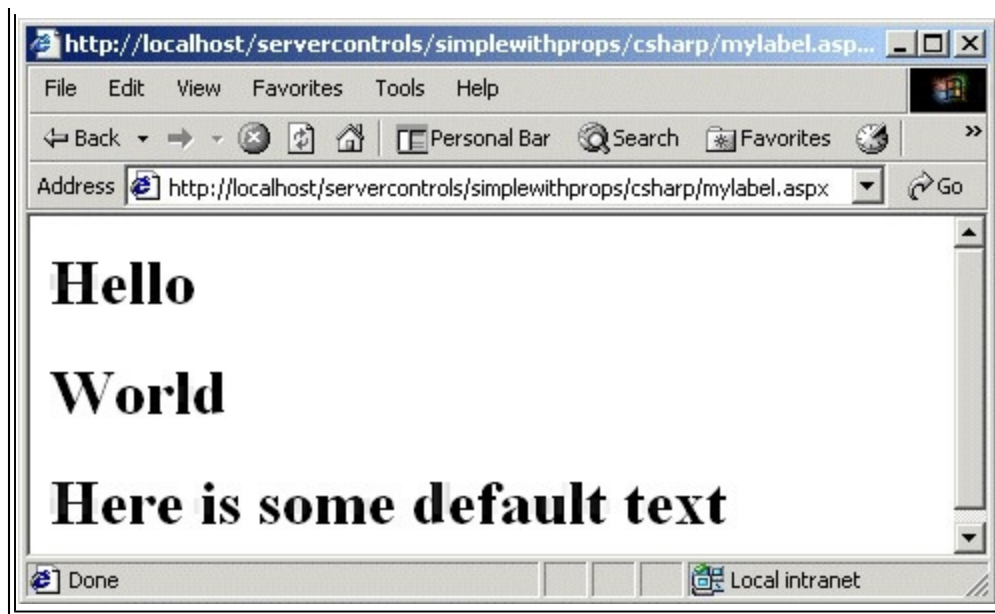 http://localhost/servercontrols/simplewithprops/csharp/mylabel.asp...
File Edit View Favorites Tools Help
Back Personal Bar Search Favorites »
Address http://localhost/servercontrols/simplewithprops/csharp/mylabel.aspx Go
Hello
World
Here is some default text
Done Local intranet